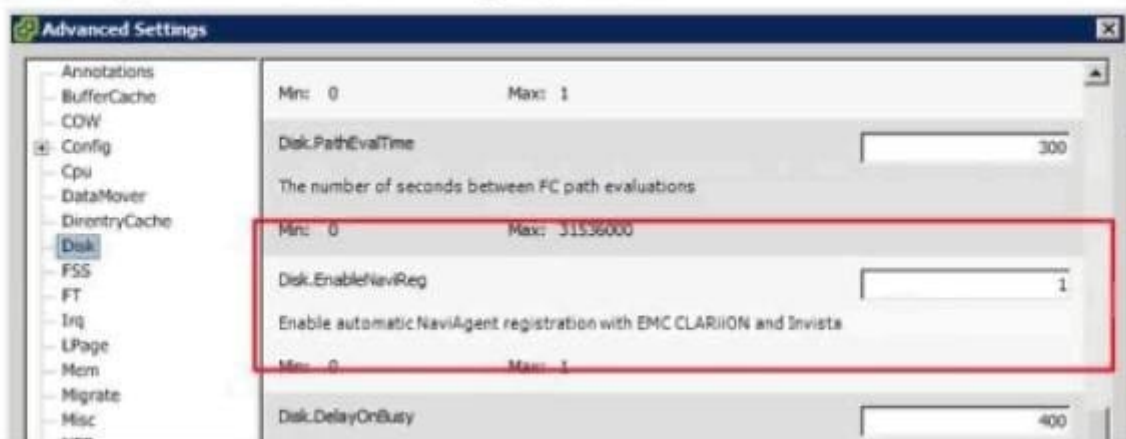 Advanced Settings
Annotations
BufferCache
COW
Config
Cpu
DataMover
DirentryCache
Disk
FSS
FT
Irq
LPage
Mem
Migrate
Misc
Min: 0 Max: 1
Disk.PathEvalTime 300
The number of seconds between FC path evaluations
Min: 0 Max: 31536000
Disk.EnableNaviReg 1
Enable automatic NaviAgent registration with EMC CLARiiON and Invista
Min: 0 Max: 1
Disk.DelayOnBusy 400